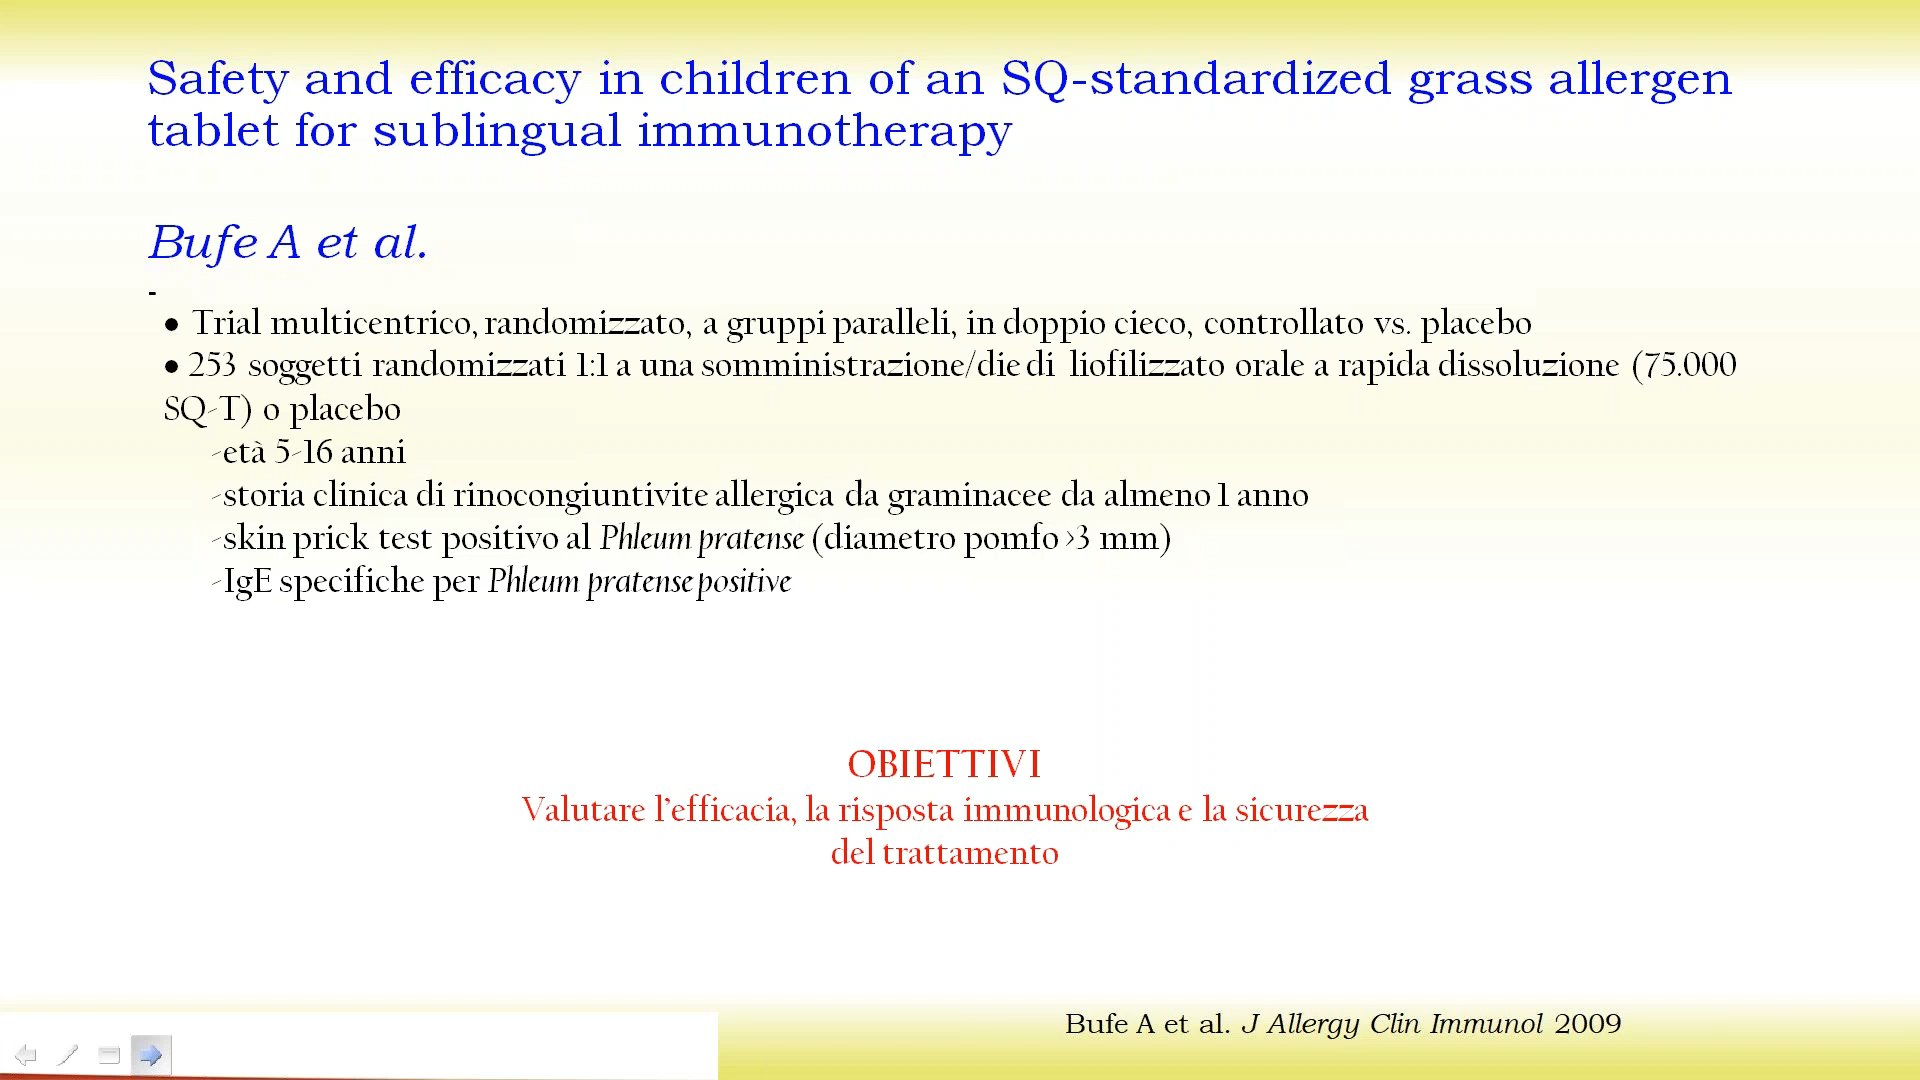 Safety and efficacy in children of an SQ-standardized grass allergen
tablet for sublingual immunotherapy
Bufe A et al.
-
• Trial multicentrico, randomizzato, a gruppi paralleli, in doppio cieco, controllato vs. placebo
• 253 soggetti randomizzati 1:1 a una somministrazione/die di liofilizzato orale a rapida dissoluzione (75.000
SQ-T) o placebo
-età 5-16 anni
-storia clinica di rinocongiuntivite allergica da graminacee da almeno 1 anno
-skin prick test positivo al Phleum pratense (diametro pomfo >3 mm)
-IgE specifiche per Phleum pratense positive
OBIETTIVI
Valutare l'efficacia, la risposta immunologica e la sicurezza
del trattamento
Bufe A et al. J Allergy Clin Immunol 2009